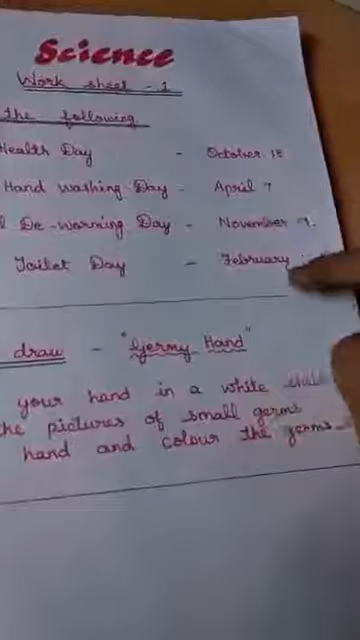 Science
Work sheet - 1
the following
Health Day - October 15
Hand washing Day - April 7
De-worming Day - November 19.
Toilet Day - February
draw - "Germy Hand"
your hand in a white
the pictures of small germs
hand and colour the germs